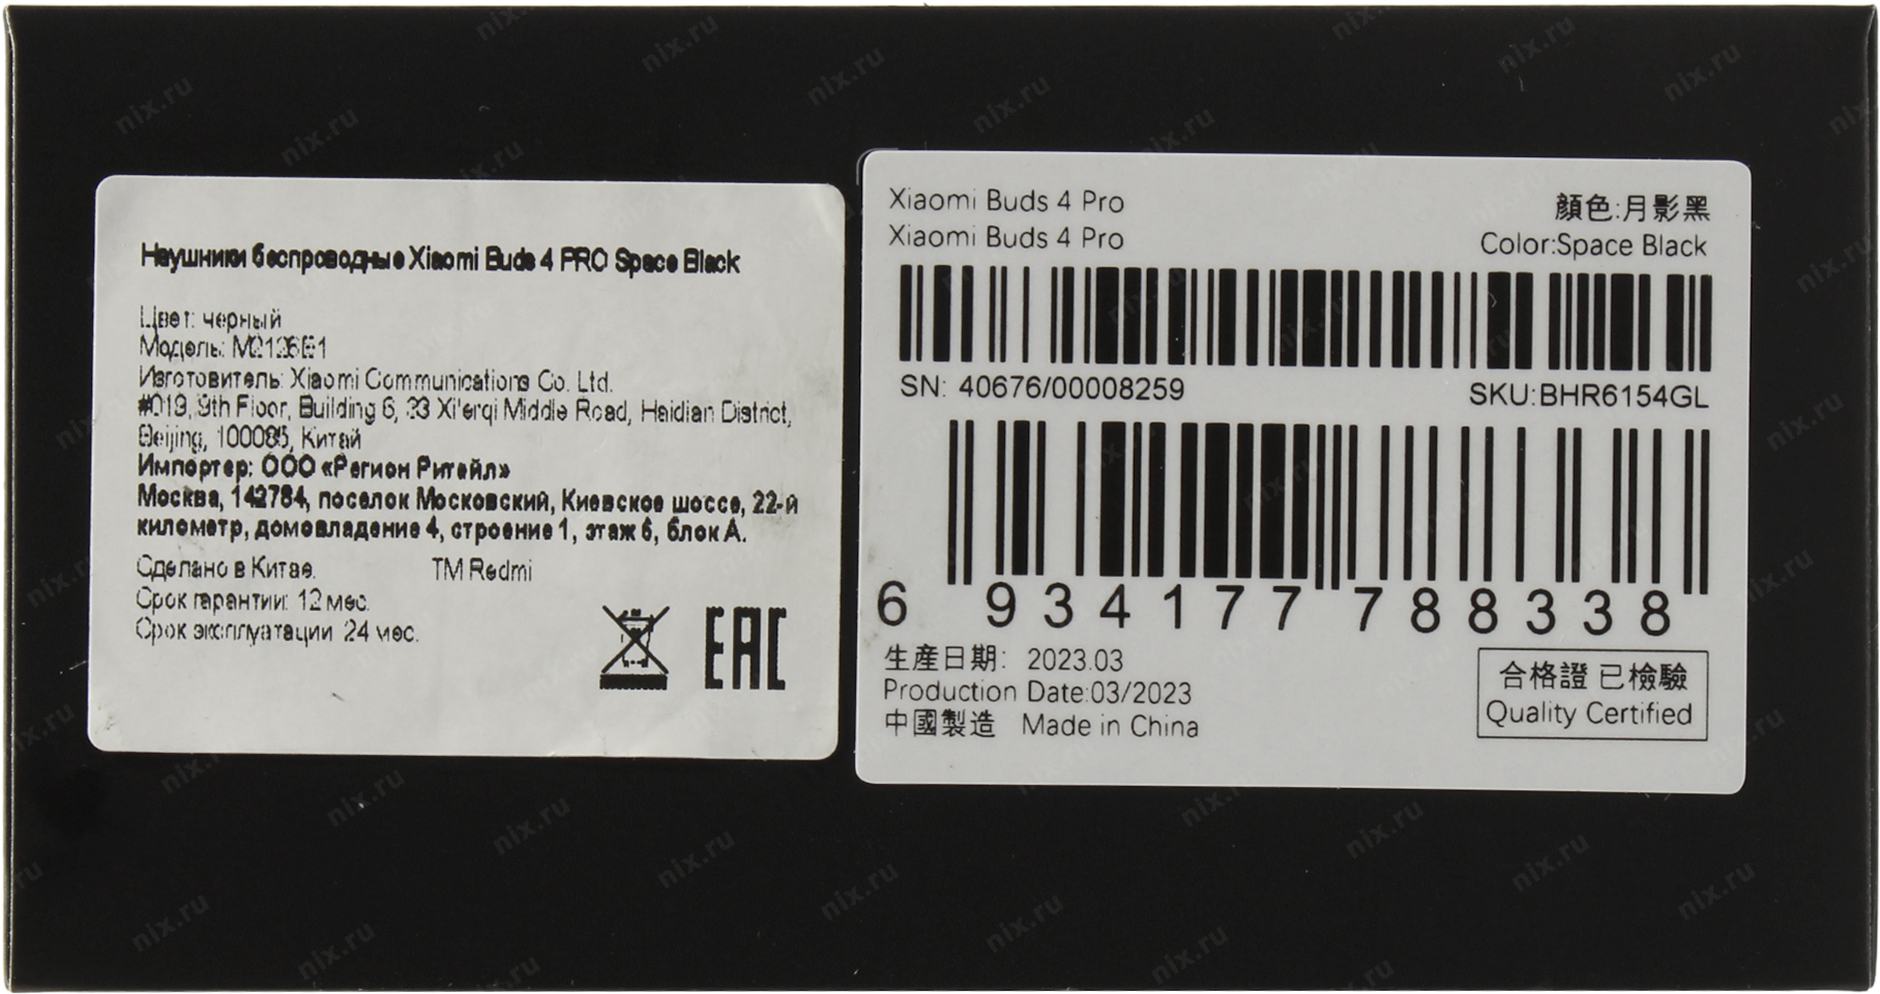 Наушники беспроводные Xiaomi Buds 4 PRO Space Black
Цвет: черный
Модель: M2126E1
Изготовитель: Xiaomi Communications Co. Ltd.
#019, 9th Floor, Building 6, 33 Xi'erqi Middle Road, Haidian District,
Beijing, 100085, Китай
Импортер: ООО «Регион Ритейл»
Москва, 142784, поселок Московский, Киевское шоссе, 22-й
километр, домовладение 4, строение 1, этаж 6, блок А.
Сделано в Китае. TM Redmi
Срок гарантии: 12 мес.
Срок эксплуатации 24 мес.
EAC
Xiaomi Buds 4 Pro
顏色:月影黑
Xiaomi Buds 4 Pro
Color:Space Black
SN: 40676/00008259
SKU:BHR6154GL
6 934177 788338
生產日期: 2023.03
Production Date:03/2023
中國製造 Made in China
合格證 已檢驗
Quality Certified
nix.ru